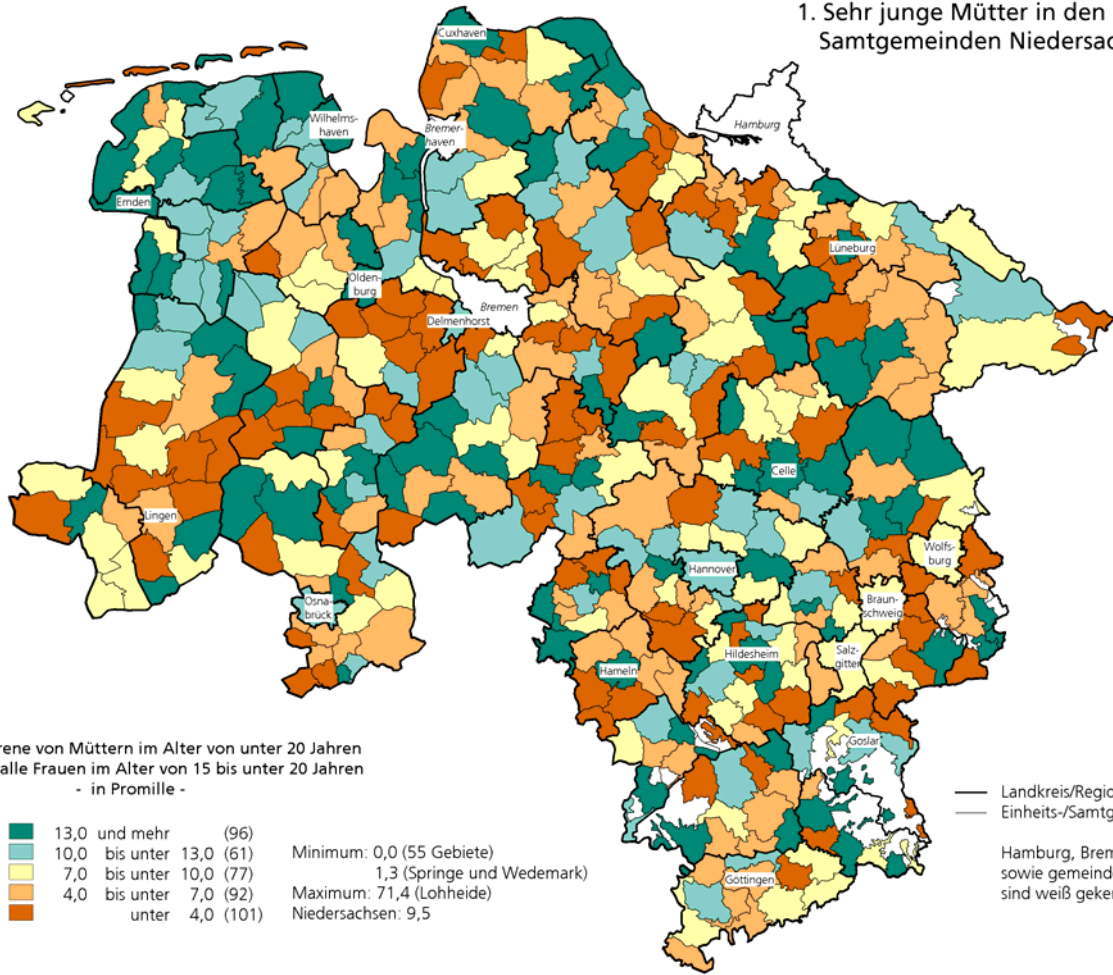 1. Sehr junge Mütter in den
Samtgemeinden Niedersac
Cuxhaven
Wilhelms-
haven
Bremer-
haven
Hamburg
Emden
Lüneburg
Olden-
burg
Bremen
Delmenhorst
Celle
Lingen
Wolfs-
burg
Hannover
Osna-
brück
Braun-
schweig
Hildesheim
Salz-
gitter
Hameln
Goslar
Göttingen
rene von Müttern im Alter von unter 20 Jahren
alle Frauen im Alter von 15 bis unter 20 Jahren
- in Promille -
13,0 und mehr (96)
10,0 bis unter 13,0 (61)
7,0 bis unter 10,0 (77)
4,0 bis unter 7,0 (92)
unter 4,0 (101)
Minimum: 0,0 (55 Gebiete)
1,3 (Springe und Wedemark)
Maximum: 71,4 (Lohheide)
Niedersachsen: 9,5
Landkreis/Regio
Einheits-/Samtg
Hamburg, Brem
sowie gemeind
sind weiß geker